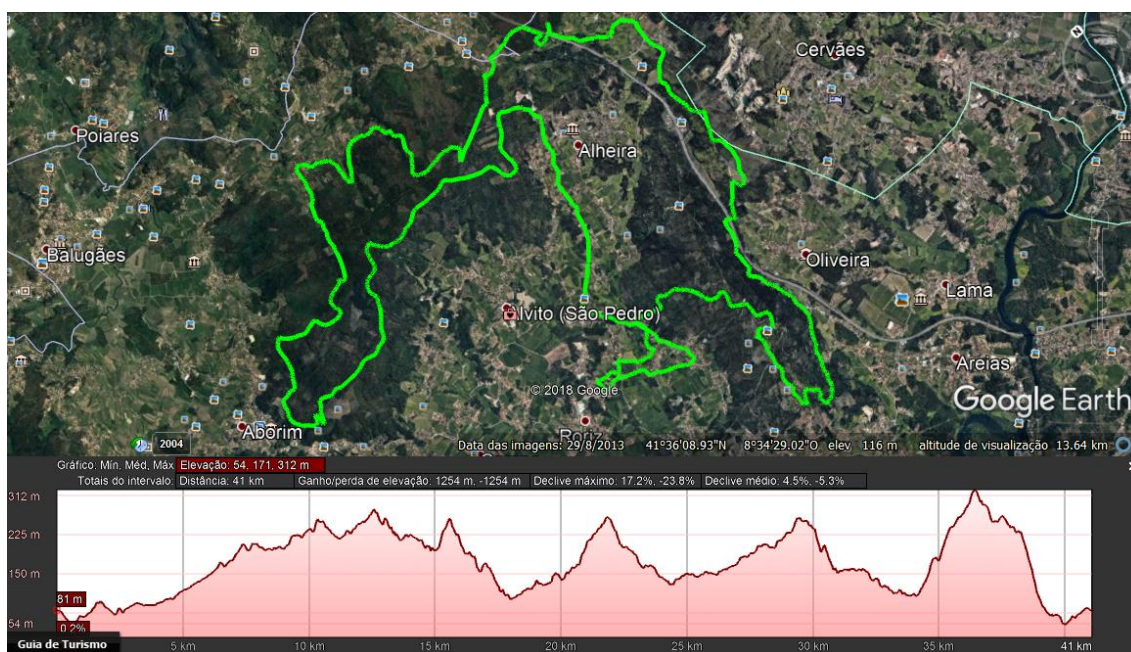 Cervães
Poiares
Alheira
Balugães
Oliveira
Lama
Alvito (São Pedro)
Areias
© 2018 Google
Google Earth
Aborim
Roriz
2004
Data das imagens: 29/8/2013 41°36'08.93"N 8°34'29.02"O elev 116 m altitude de visualização 13.64 km
Gráfico: Mín. Méd, Máx Elevação: 54, 171, 312 m
Totais do intervalo: Distância: 41 km Ganho/perda de elevação: 1254 m. -1254 m Declive máximo: 17.2%, -23.8% Declive médio: 4.5%, -5.3%
312 m
225 m
150 m
81 m
54 m
0.2%
Guia de Turismo
5 km 10 km 15 km 20 km 25 km 30 km 35 km 41 km